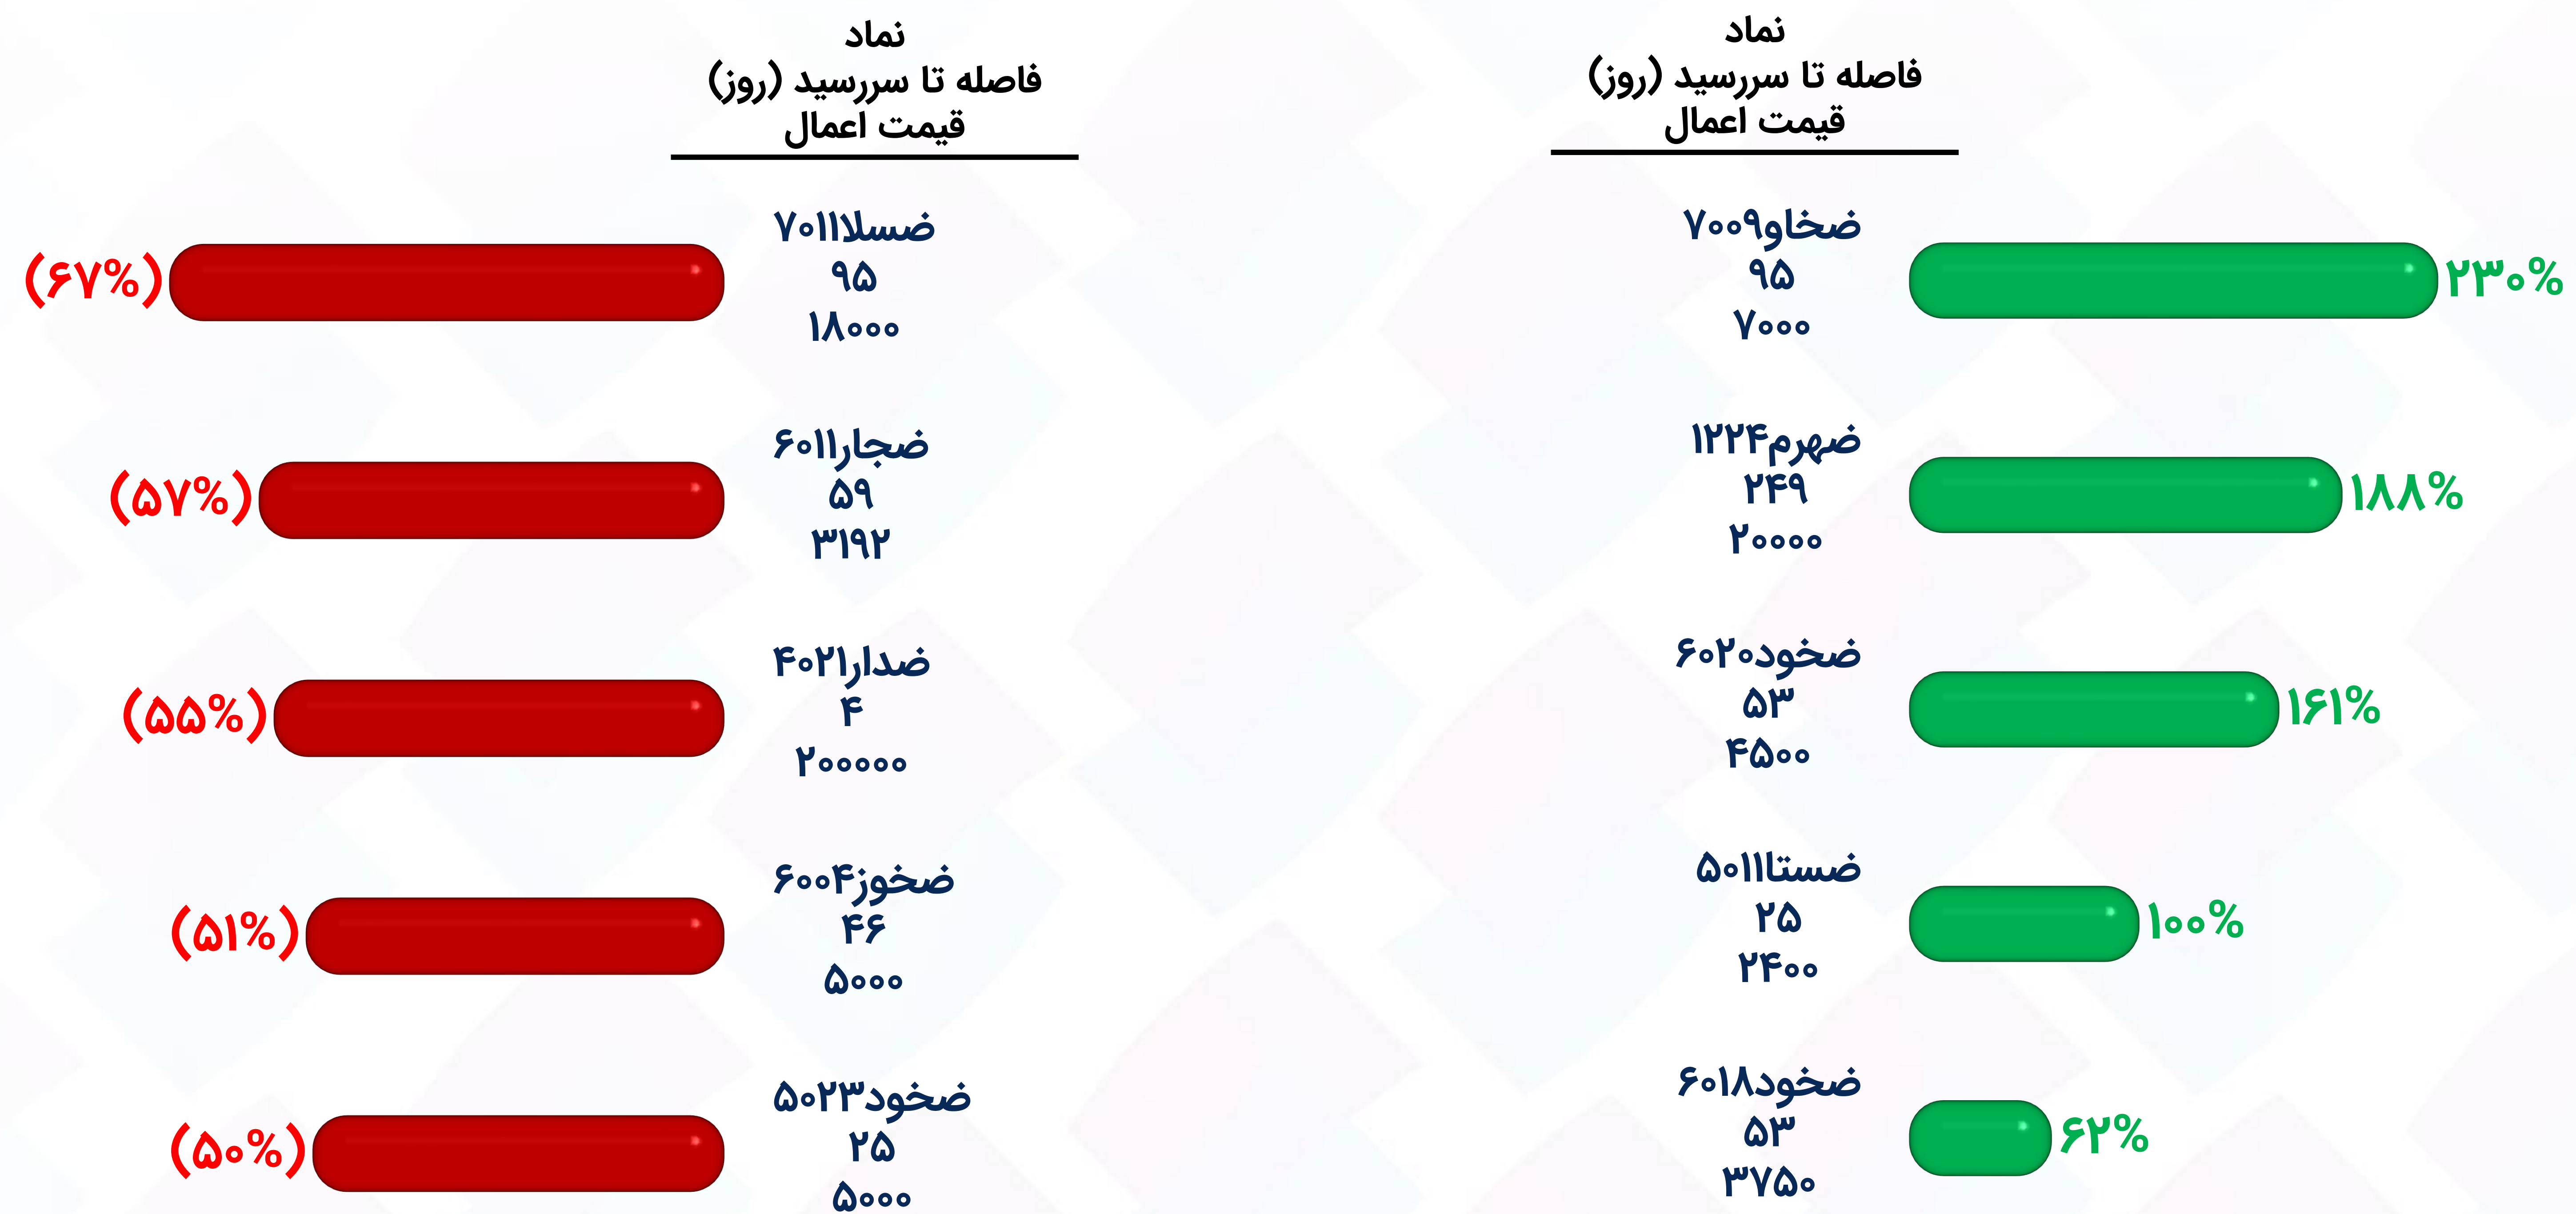 نماد
فاصله تا سررسید (روز)
قیمت اعمال
ضخاو۷۰۰۹
۹۵
۷۰۰۰
۲۳۰%
ضهرم۱۲۲۴
۲۴۹
۲۰۰۰۰
۱۸۸%
ضخود۶۰۲۰
۵۳
۴۵۰۰
۱۶۱%
ضستا۵۰۱۱
۲۵
۲۴۰۰
۱۰۰%
ضخود۶۰۱۸
۵۳
۳۷۵۰
۶۲%
نماد
فاصله تا سررسید (روز)
قیمت اعمال
ضسلا۷۰۱۱
۹۵
۱۸۰۰۰
(۶۷%)
ضجار۶۰۱۱
۵۹
۳۱۹۲
(۵۷%)
ضدار۴۰۲۱
۴
۲۰۰۰۰۰
(۵۵%)
ضخوز۶۰۰۴
۴۶
۵۰۰۰
(۵۱%)
ضخود۵۰۲۳
۲۵
۵۰۰۰
(۵۰%)